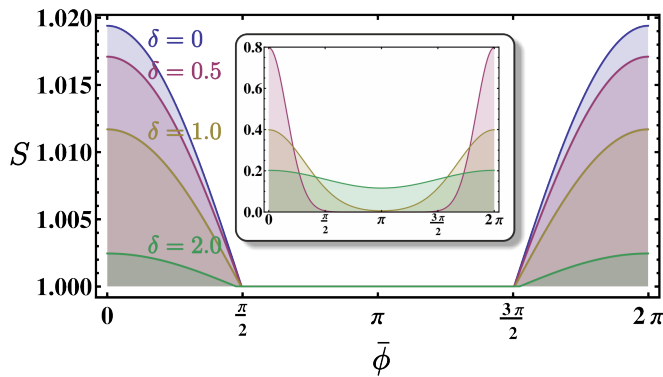 1.020
δ = 0
0.8
1.015
δ = 0.5
0.6
S
1.010
δ = 1.0
0.4
0.2
1.005
δ = 2.0
0.0
0
π/2
π
3π/2
2π
1.000
0
π/2
π
3π/2
2π
ϕ̄